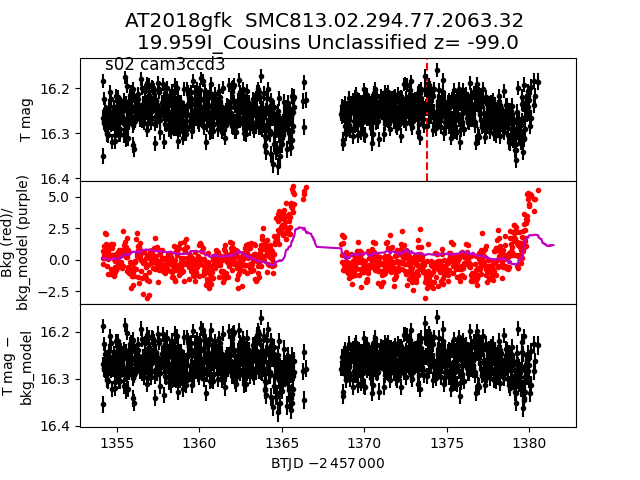 AT2018gfk  SMC813.02.294.77.2063.32
19.959I_Cousins Unclassified z= -99.0
s02 cam3ccd3
T mag
16.2
16.3
16.4
Bkg (red)/
bkg_model (purple)
5.0
2.5
0.0
−2.5
T mag −
bkg_model
16.2
16.3
16.4
1355
1360
1365
1370
1375
1380
BTJD −2 457 000